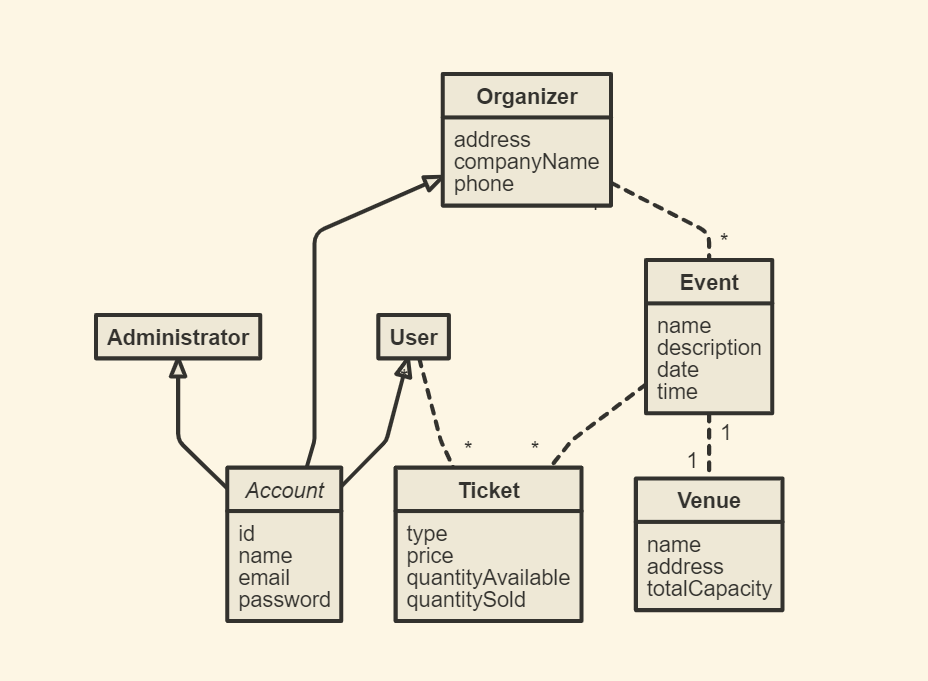 Organizer
address
companyName
phone
*
Event
name
description
date
time
Administrator
User
*
*
1
1
Account
id
name
email
password
Ticket
type
price
quantityAvailable
quantitySold
Venue
name
address
totalCapacity